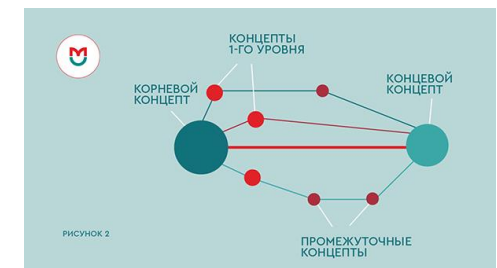 КОНЦЕПТЫ
1-ГО УРОВНЯ
КОРНЕВОЙ
КОНЦЕПТ
КОНЦЕВОЙ
КОНЦЕПТ
РИСУНОК 2
ПРОМЕЖУТОЧНЫЕ
КОНЦЕПТЫ